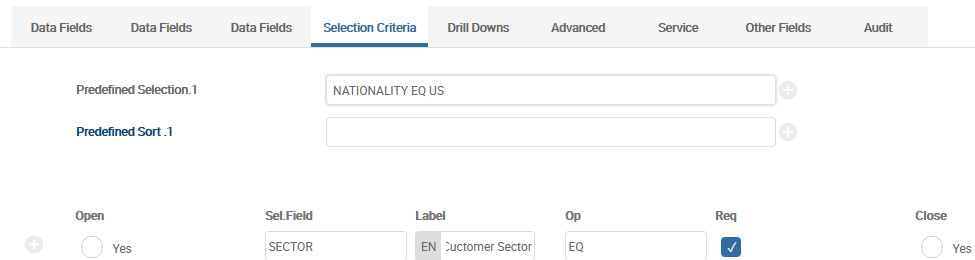 Data Fields Data Fields Data Fields Selection Criteria Drill Downs Advanced Service Other Fields Audit
Predefined Selection.1 NATIONALITY EQ US
Predefined Sort .1
Open Sel.Field Label Op Req Close
Yes SECTOR EN Cuctomer Sector EQ Yes